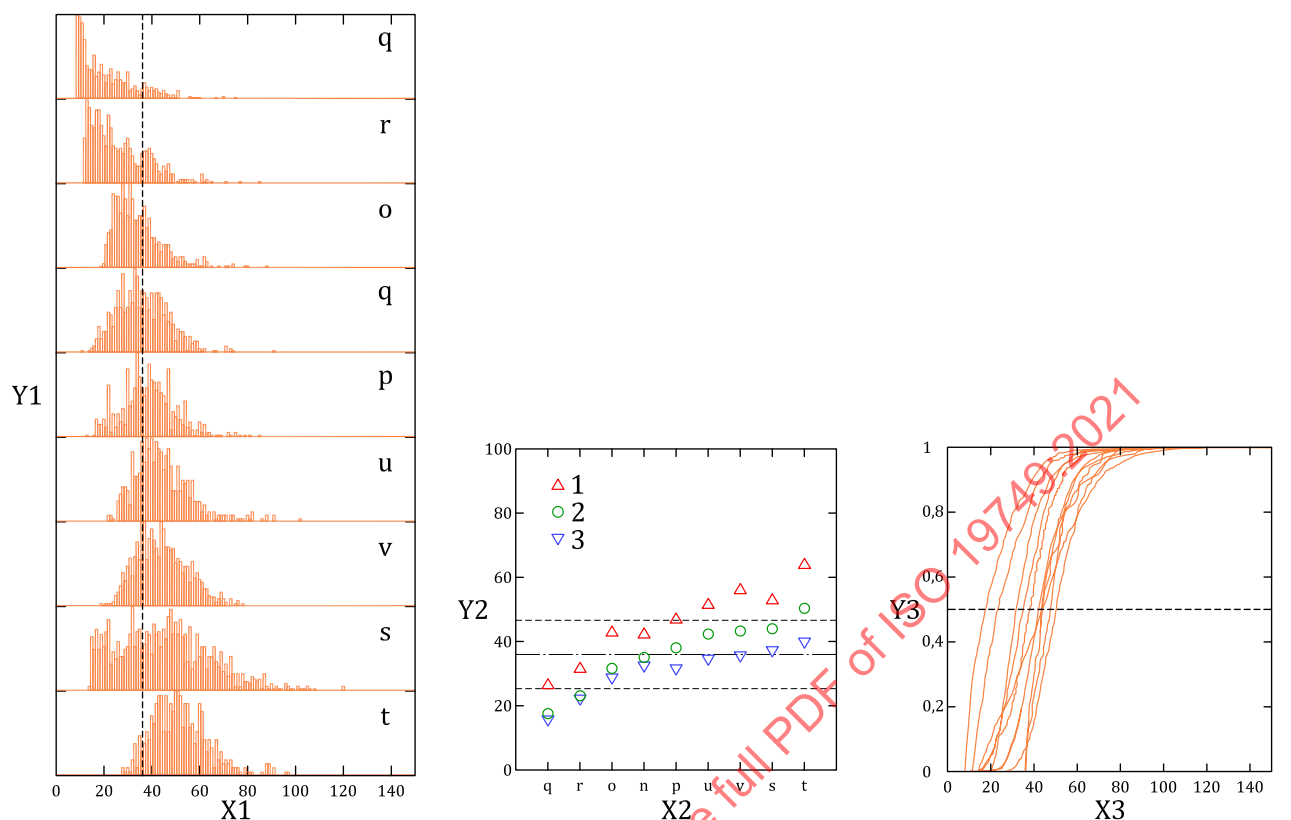 q
r
o
q
p
u
v
s
t
Y1
0 20 40 60 80 100 120 140
X1
100
80
60
40
20
0
1
2
3
Y2
q r o n p u v s t
X2
1
0,8
0,6
0,4
0,2
0
Y3
0 20 40 60 80 100 120 140
X3
e full PDF of ISO 19749:2021